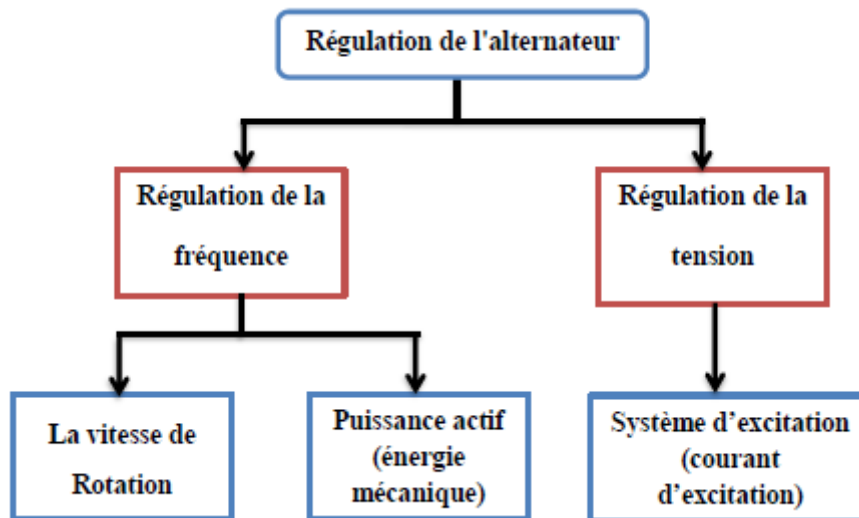 Régulation de l'alternateur
Régulation de la
fréquence
Régulation de la
tension
La vitesse de
Rotation
Puissance actif
(énergie
mécanique)
Système d’excitation
(courant
d’excitation)